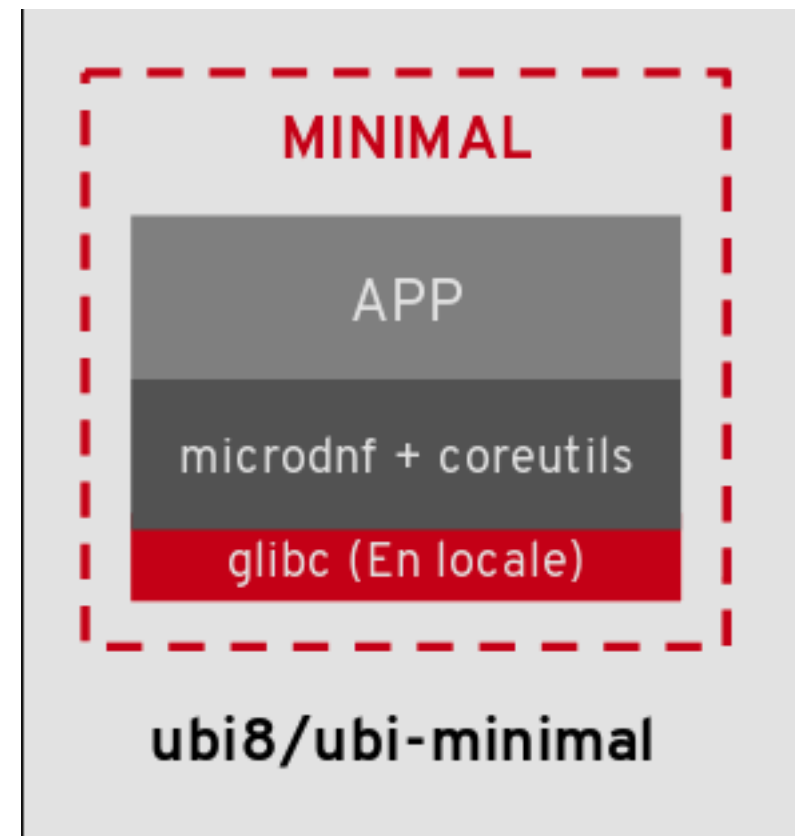 MINIMAL
APP
microdnf + coreutils
glibc (En locale)
ubi8/ubi-minimal